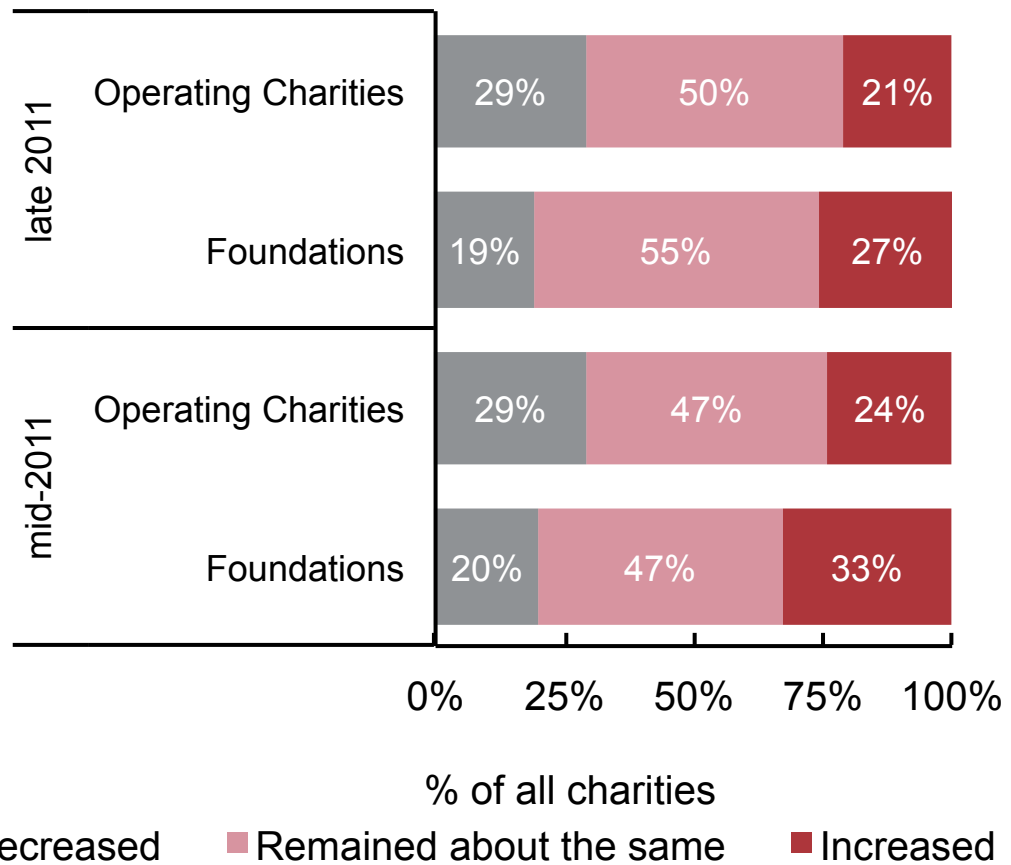 late 2011
Operating Charities 29% 50% 21%
Foundations 19% 55% 27%
mid-2011
Operating Charities 29% 47% 24%
Foundations 20% 47% 33%
0% 25% 50% 75% 100%
% of all charities
ecreased Remained about the same Increased